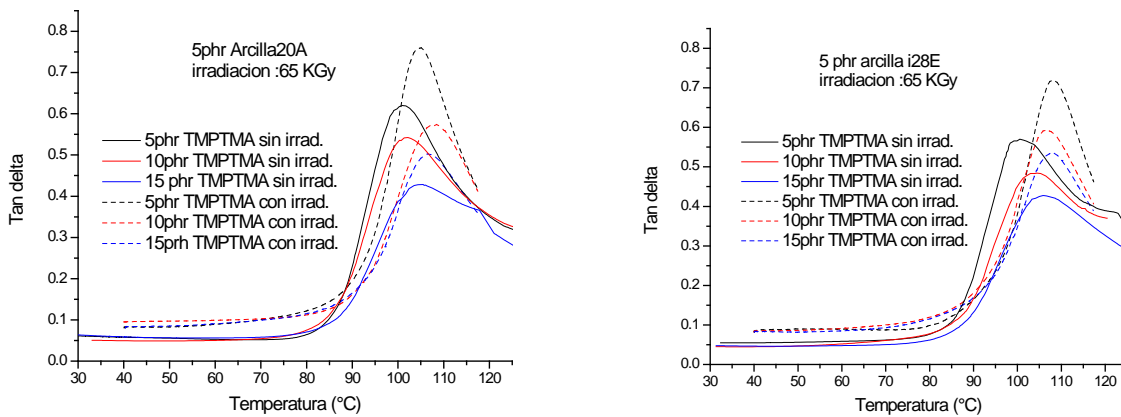 5phr Arcilla20A
irradiacion :65 KGy
5phr TMPTMA sin irrad.
10phr TMPTMA sin irrad.
15 phr TMPTMA sin irrad.
5phr TMPTMA con irrad.
10phr TMPTMA con irrad.
15prh TMPTMA con irrad.
Tan delta
0.8
0.7
0.6
0.5
0.4
0.3
0.2
0.1
0.0
30 40 50 60 70 80 90 100 110 120
Temperatura (°C)
5 phr arcilla i28E
irradiacion :65 KGy
5phr TMPTMA sin irrad.
10phr TMPTMA sin irrad.
15phr TMPTMA sin irrad.
5phr TMPTMA con irrad.
10phr TMPTMA con irrad.
15phr TMPTMA con irrad.
Tan delta
0.8
0.7
0.6
0.5
0.4
0.3
0.2
0.1
0.0
30 40 50 60 70 80 90 100 110 120
Temperatura (°C)